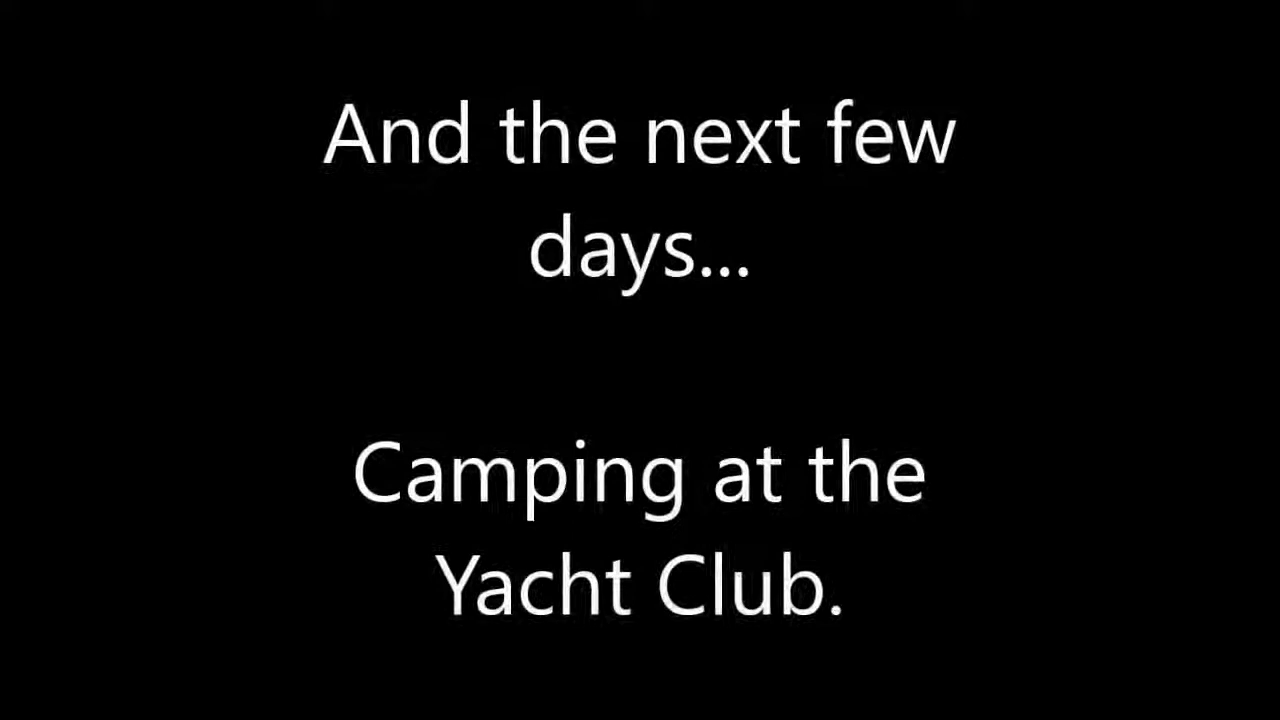 And the next few
days...
Camping at the
Yacht Club.